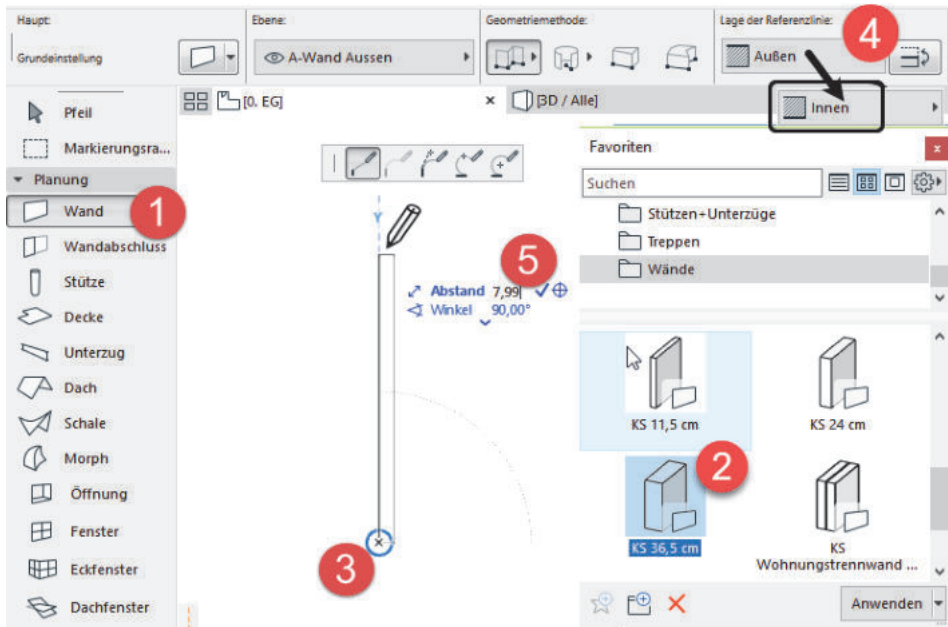 Haupt:
Ebene:
Geometriemethode:
Lage der Referenzlinie:
4
Grundeinstellung
A-Wand Aussen
Außen
Innen
[0. EG]
[3D / Alle]
Pfeil
Markierungsra...
Planung
Wand
1
Wandabschluss
Stütze
Decke
Unterzug
Dach
Schale
Morph
Öffnung
Fenster
Eckfenster
Dachfenster
Y
5
Abstand 7,99
Winkel 90,00°
3
Favoriten
x
Suchen
Stützen+Unterzüge
Treppen
Wände
KS 11,5 cm
KS 24 cm
2
KS 36,5 cm
KS
Wohnungstrennwand ...
Anwenden